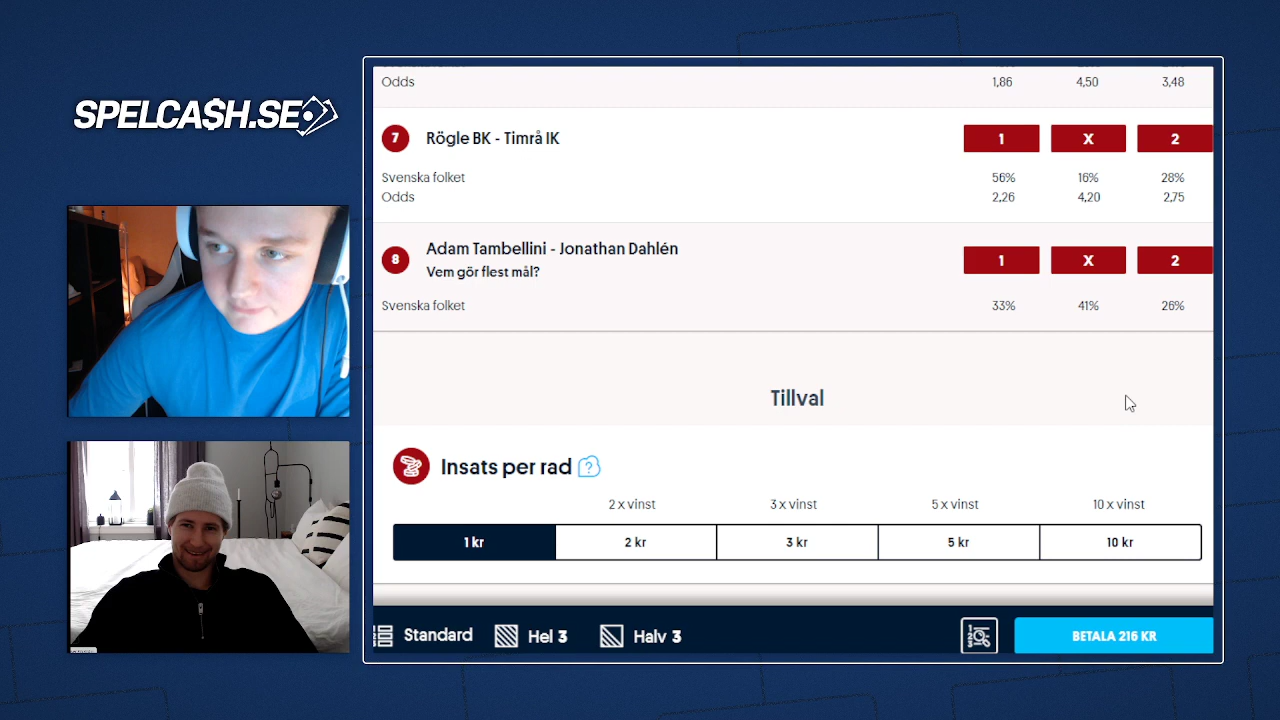 SPELCA$H.SE
Odds 1,86 4,50 3,48
7 Rögle BK - Timrå IK 1 X 2
Svenska folket 56% 16% 28%
Odds 2,26 4,20 2,75
8 Adam Tambellini - Jonathan Dahlén 1 X 2
Vem gör flest mål?
Svenska folket 33% 41% 26%
Tillval
Insats per rad ?
2 x vinst 3 x vinst 5 x vinst 10 x vinst
1 kr 2 kr 3 kr 5 kr 10 kr
Standard Hel 3 Halv 3 BETALA 216 KR